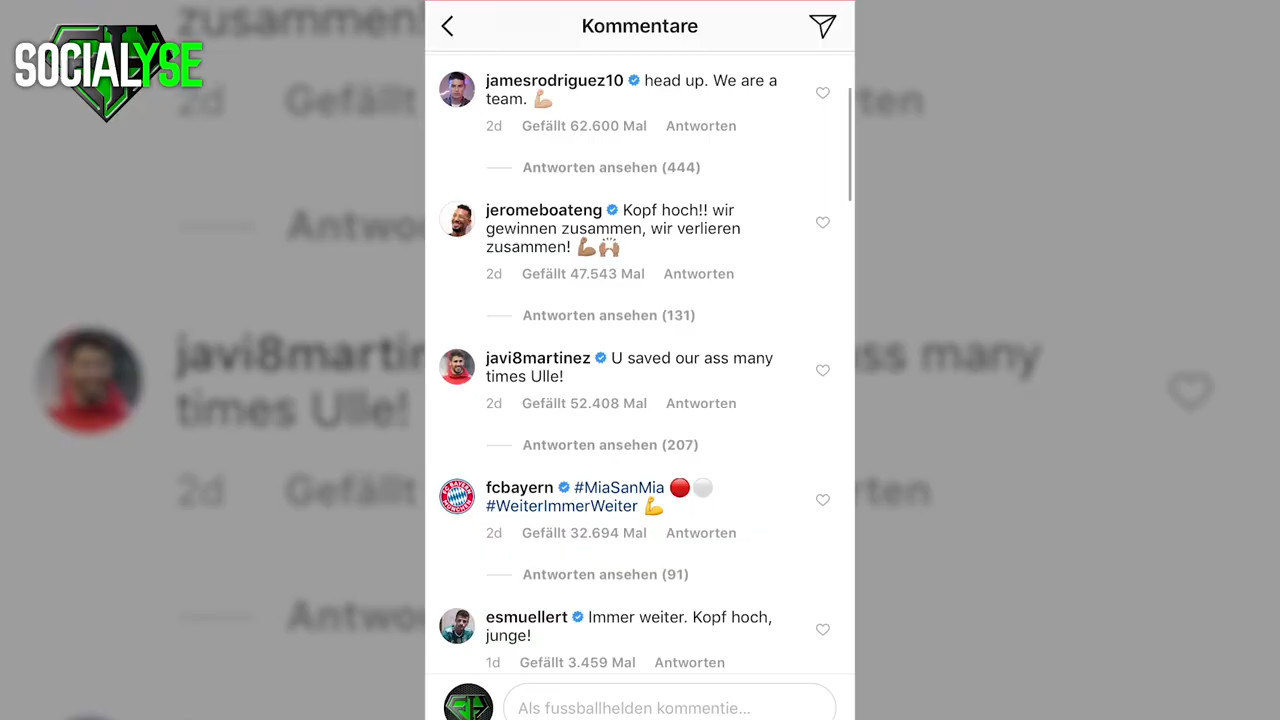 SOCIALYSE
Kommentare
jamesrodriguez10 head up. We are a
team. 💪🏼
2d Gefällt 62.600 Mal Antworten
Antworten ansehen (444)
jeromeboateng Kopf hoch!! wir
gewinnen zusammen, wir verlieren
zusammen! 💪🏽🙌🏽
2d Gefällt 47.543 Mal Antworten
Antworten ansehen (131)
javi8martinez U saved our ass many
times Ulle!
2d Gefällt 52.408 Mal Antworten
Antworten ansehen (207)
fcbayern #MiaSanMia 🔴⚪
#WeiterImmerWeiter 💪
2d Gefällt 32.694 Mal Antworten
Antworten ansehen (91)
esmuellert Immer weiter. Kopf hoch,
junge!
1d Gefällt 3.459 Mal Antworten
Als fussballhelden kommentie...
zusammen!
2d Gefällt
Antwo
javi8martin
ass many
times Ulle!
2d Gefällt
rten
Antwo